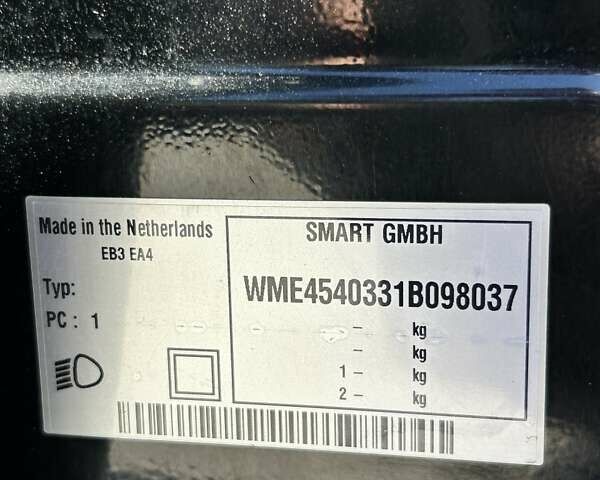 Made in the Netherlands
EB3 EA4
Typ:
PC : 1
SMART GMBH
WME4540331B098037
– kg
– kg
1 – kg
2 – kg